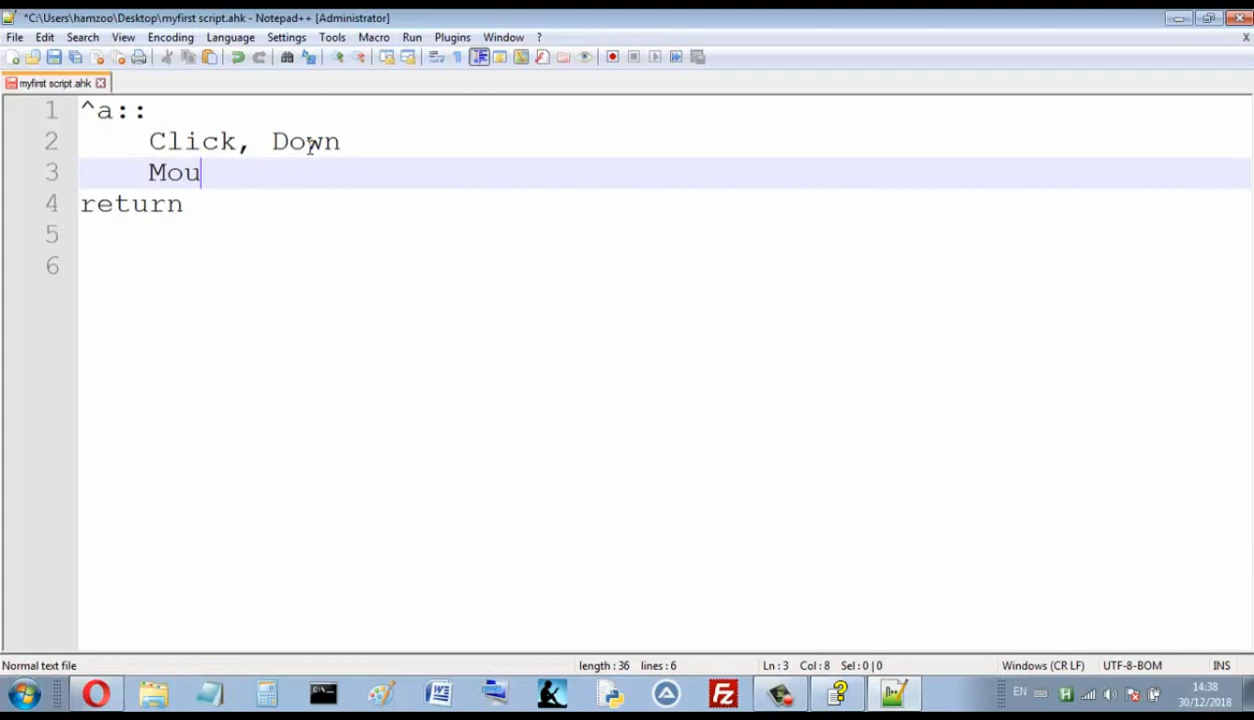 *C:\Users\hamzoo\Desktop\myfirst script.ahk - Notepad++ [Administrator]
File Edit Search View Encoding Language Settings Tools Macro Run Plugins Window ? X
myfirst script.ahk
1 ^a::
2 Click, Down
3 Mou
4 return
5
6
Normal text file length : 36 lines : 6 Ln : 3 Col : 8 Sel : 0 | 0 Windows (CR LF) UTF-8-BOM INS
EN 14:38
30/12/2018